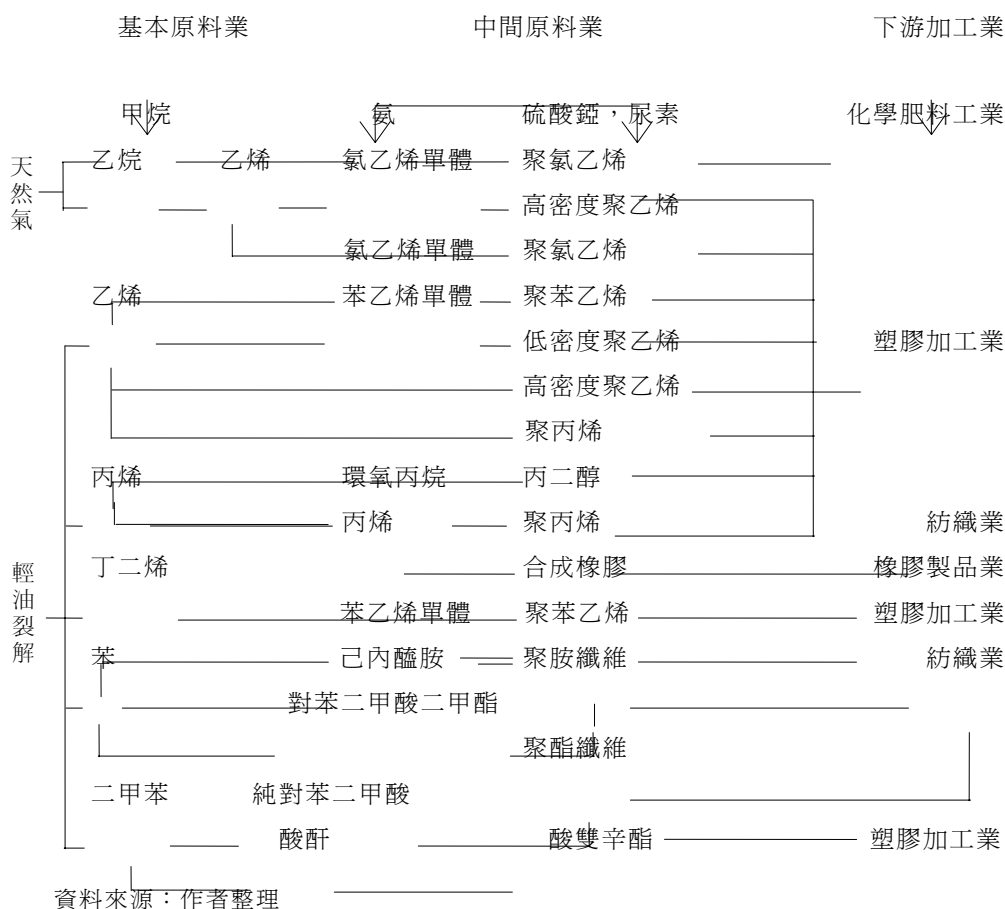 基本原料業 中間原料業 下游加工業
甲烷 氨 硫酸錏，尿素 化學肥料工業
天然氣
乙烷 乙烯 氯乙烯單體 聚氯乙烯
高密度聚乙烯
氯乙烯單體 聚氯乙烯
乙烯 苯乙烯單體 聚苯乙烯
低密度聚乙烯 塑膠加工業
高密度聚乙烯
聚丙烯
丙烯 環氧丙烷 丙二醇
丙烯 聚丙烯 紡織業
輕油裂解
丁二烯 合成橡膠 橡膠製品業
苯乙烯單體 聚苯乙烯 塑膠加工業
苯 己內醯胺 聚胺纖維 紡織業
對苯二甲酸二甲酯
聚酯纖維
二甲苯 純對苯二甲酸
酸酐 酸雙辛酯 塑膠加工業
資料來源：作者整理